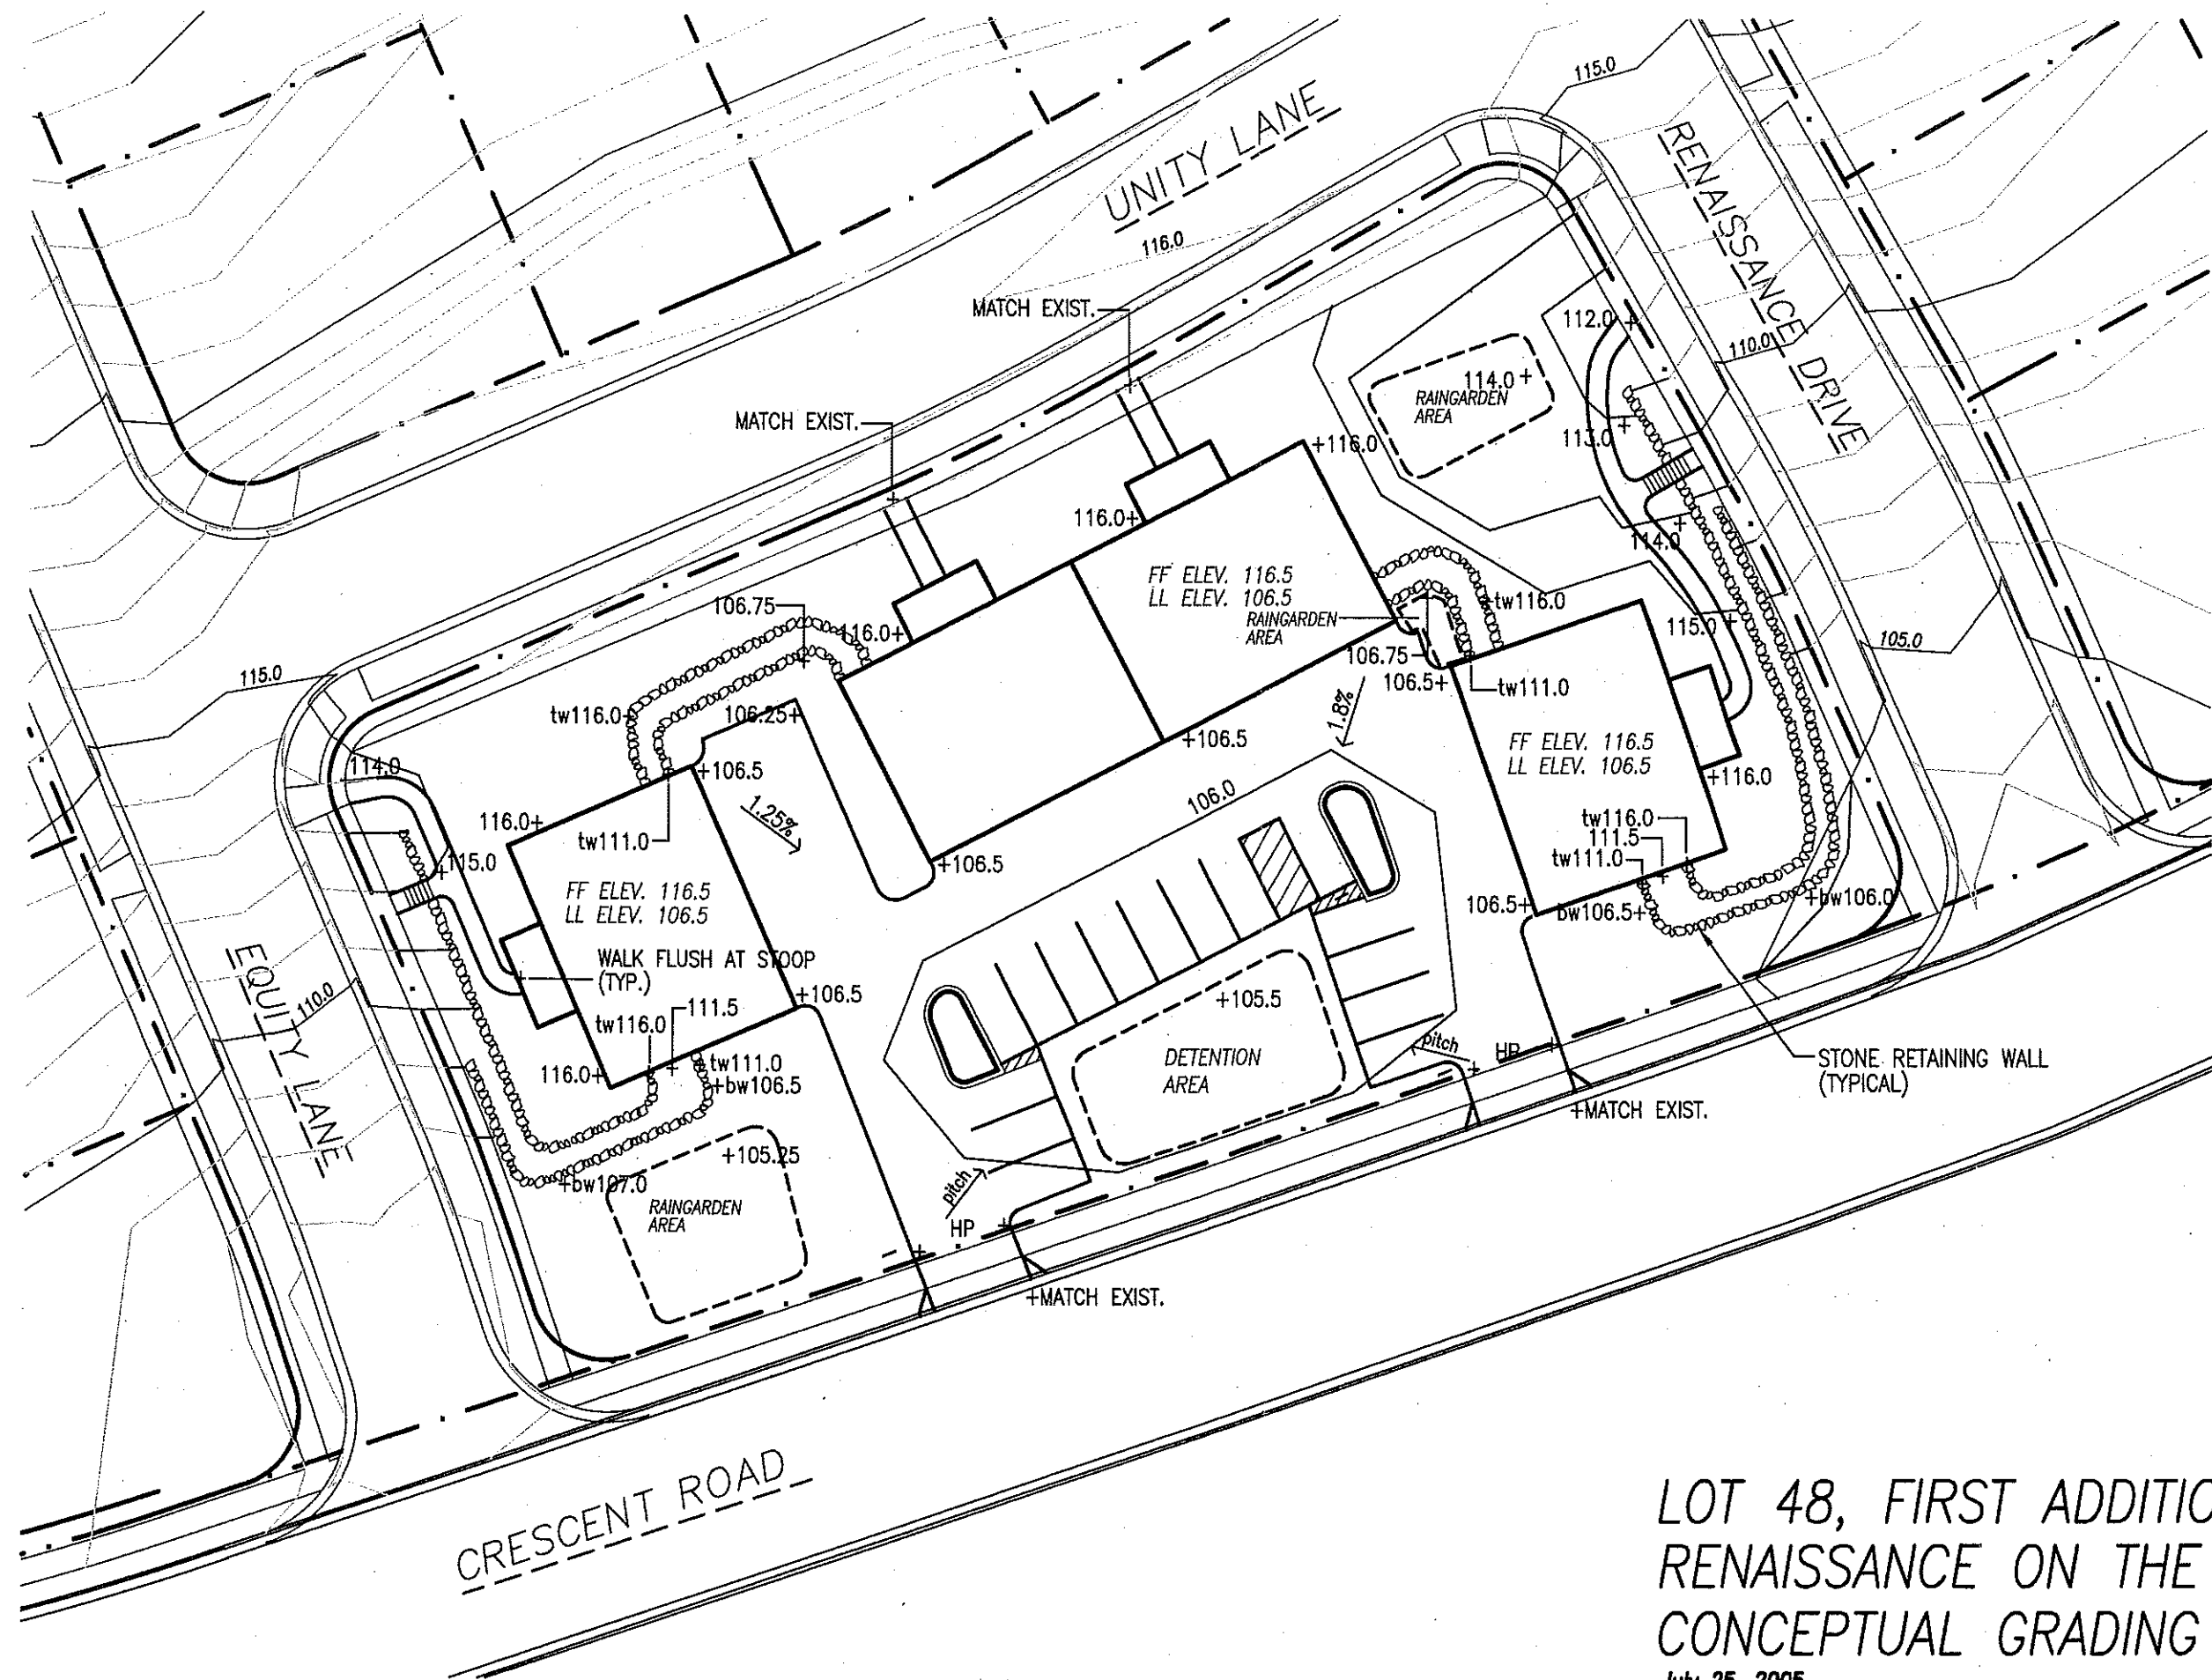 115.0
UNITY LANE
RENAISSANCE DRIVE
116.0
MATCH EXIST.
112.0
110.0
114.0
RAINGARDEN
AREA
MATCH EXIST.
113.0
116.0
116.0
114.0
FF ELEV. 116.5
LL ELEV. 106.5
RAINGARDEN
AREA
tw116.0
106.75
116.0
115.0
105.0
106.75
115.0
106.5
tw111.0
tw116.0
106.25
1.8%
106.5
FF ELEV. 116.5
LL ELEV. 106.5
114.0
106.5
116.0
106.0
1.25%
116.0
tw116.0
111.5
tw111.0
tw111.0
115.0
106.5
FF ELEV. 116.5
LL ELEV. 106.5
106.5
bw106.5
bw106.0
WALK FLUSH AT STOOP
(TYP.)
EQUITY LANE
110.0
106.5
105.5
111.5
tw116.0
DETENTION
AREA
pitch
HP
STONE RETAINING WALL
(TYPICAL)
116.0
tw111.0
bw106.5
MATCH EXIST.
105.25
bw107.0
pitch
RAINGARDEN
AREA
HP
MATCH EXIST.
CRESCENT ROAD
LOT 48, FIRST ADDITIO
RENAISSANCE ON THE
CONCEPTUAL GRADING
July 25, 2005